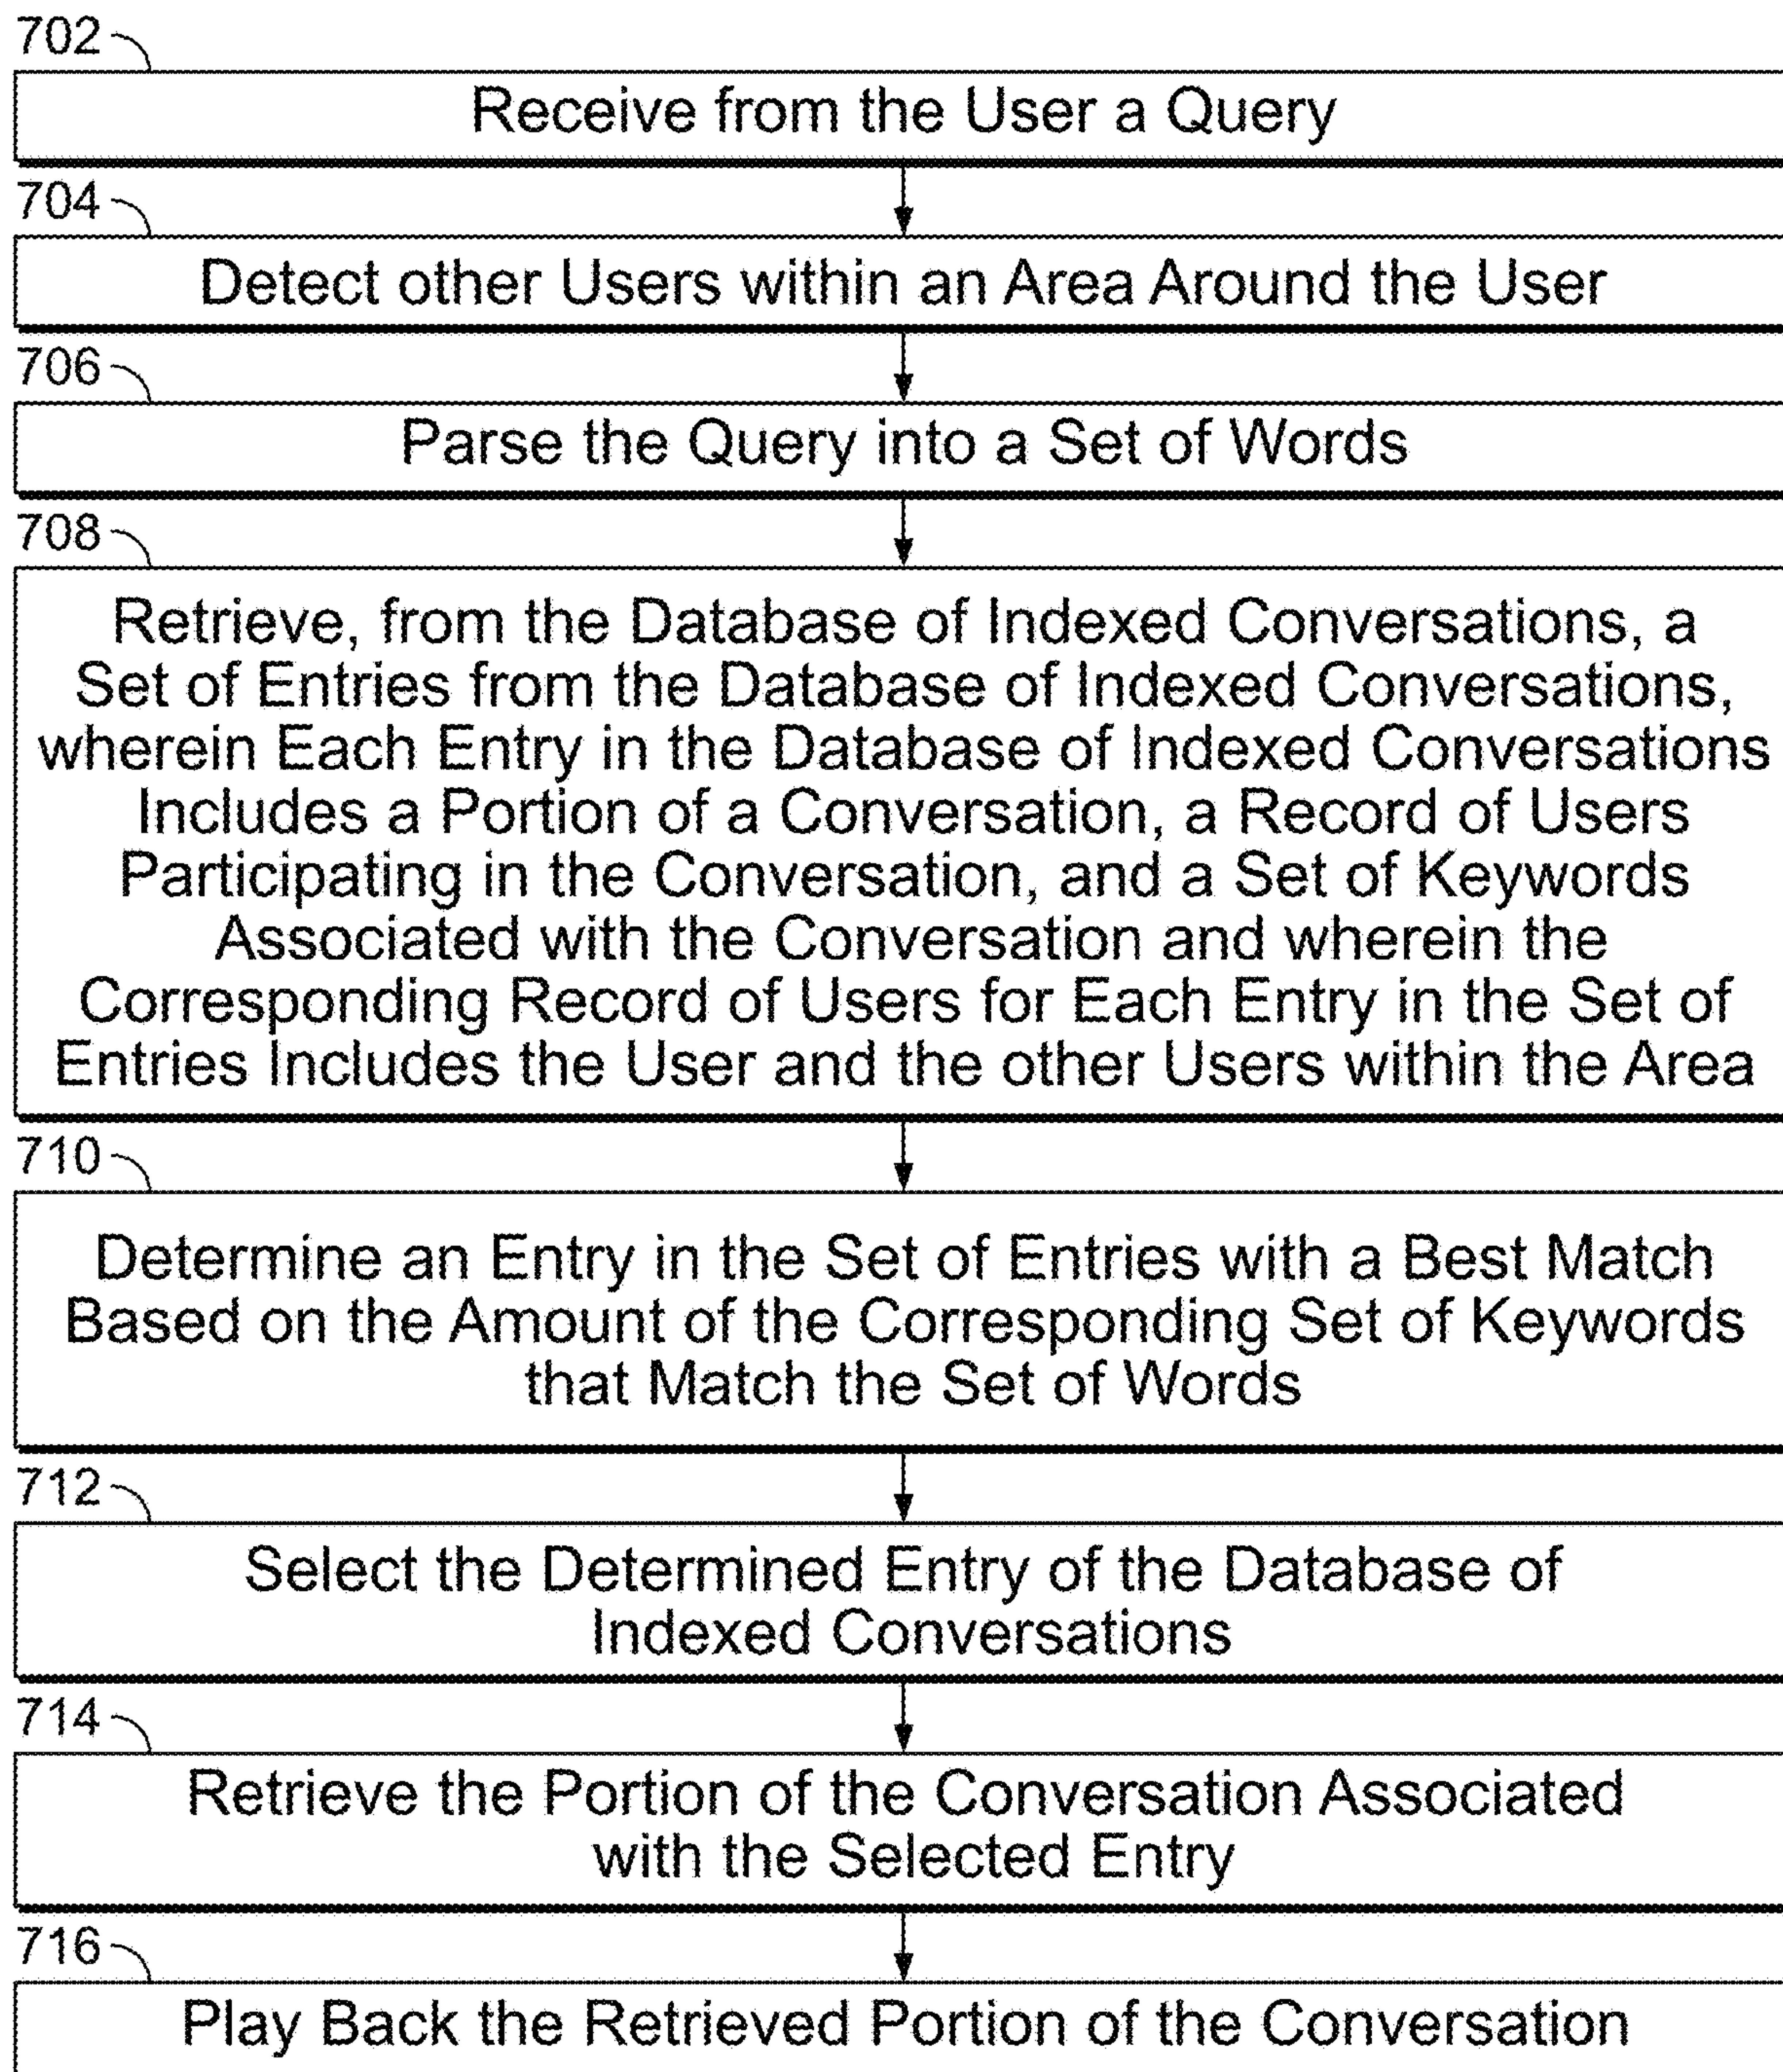 702
Receive from the User a Query
704
Detect other Users within an Area Around the User
706
Parse the Query into a Set of Words
708
Retrieve, from the Database of Indexed Conversations, a
Set of Entries from the Database of Indexed Conversations,
wherein Each Entry in the Database of Indexed Conversations
Includes a Portion of a Conversation, a Record of Users
Participating in the Conversation, and a Set of Keywords
Associated with the Conversation and wherein the
Corresponding Record of Users for Each Entry in the Set of
Entries Includes the User and the other Users within the Area
710
Determine an Entry in the Set of Entries with a Best Match
Based on the Amount of the Corresponding Set of Keywords
that Match the Set of Words
712
Select the Determined Entry of the Database of
Indexed Conversations
714
Retrieve the Portion of the Conversation Associated
with the Selected Entry
716
Play Back the Retrieved Portion of the Conversation